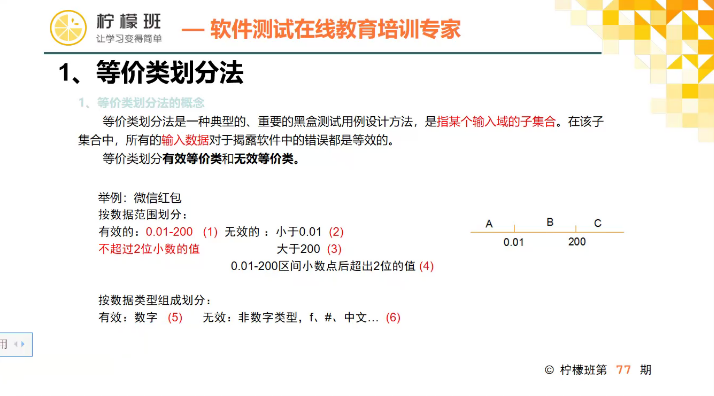 柠檬班
让学习变得简单
— 软件测试在线教育培训专家
1、等价类划分法
1、等价类划分法的概念
等价类划分法是一种典型的、重要的黑盒测试用例设计方法，是指某个输入域的子集合。在该子
集合中，所有的输入数据对于揭露软件中的错误都是等效的。
等价类划分有效等价类和无效等价类。
举例：微信红包
按数据范围划分：
有效的：0.01-200 (1) 无效的 ：小于0.01 (2)
不超过2位小数的值 大于200 (3)
0.01-200区间小数点后超出2位的值 (4)
A B C
0.01 200
按数据类型组成划分：
有效：数字 (5) 无效：非数字类型，f、#、中文... (6)
用
© 柠檬班第 77 期